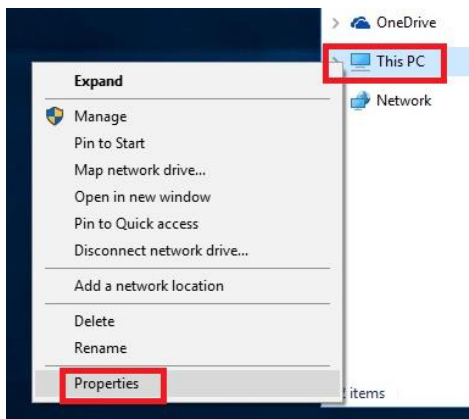 OneDrive
This PC
Network
Expand
Manage
Pin to Start
Map network drive...
Open in new window
Pin to Quick access
Disconnect network drive...
Add a network location
Delete
Rename
Properties
items